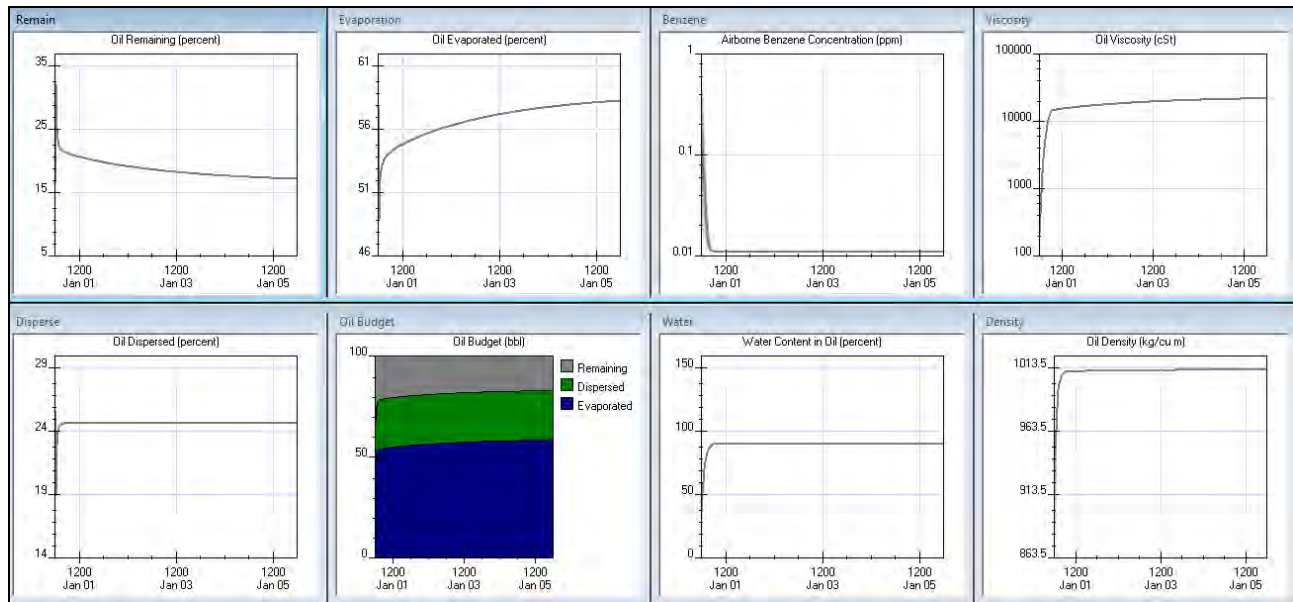 Remain
Oil Remaining (percent)
35
25
15
5
1200 1200 1200
Jan 01 Jan 03 Jan 05
Evaporation
Oil Evaporated (percent)
61
56
51
46
1200 1200 1200
Jan 01 Jan 03 Jan 05
Benzene
Airborne Benzene Concentration (ppm)
1
0.1
0.01
1200 1200 1200
Jan 01 Jan 03 Jan 05
Viscosity
Oil Viscosity (cSt)
100000
10000
1000
100
1200 1200 1200
Jan 01 Jan 03 Jan 05
Disperse
Oil Dispersed (percent)
29
24
19
14
1200 1200 1200
Jan 01 Jan 03 Jan 05
Oil Budget
Oil Budget (bbl)
100
50
0
Remaining
Dispersed
Evaporated
1200 1200 1200
Jan 01 Jan 03 Jan 05
Water
Water Content in Oil (percent)
150
100
50
0
1200 1200 1200
Jan 01 Jan 03 Jan 05
Density
Oil Density (kg/cu m)
1013.5
963.5
913.5
863.5
1200 1200 1200
Jan 01 Jan 03 Jan 05